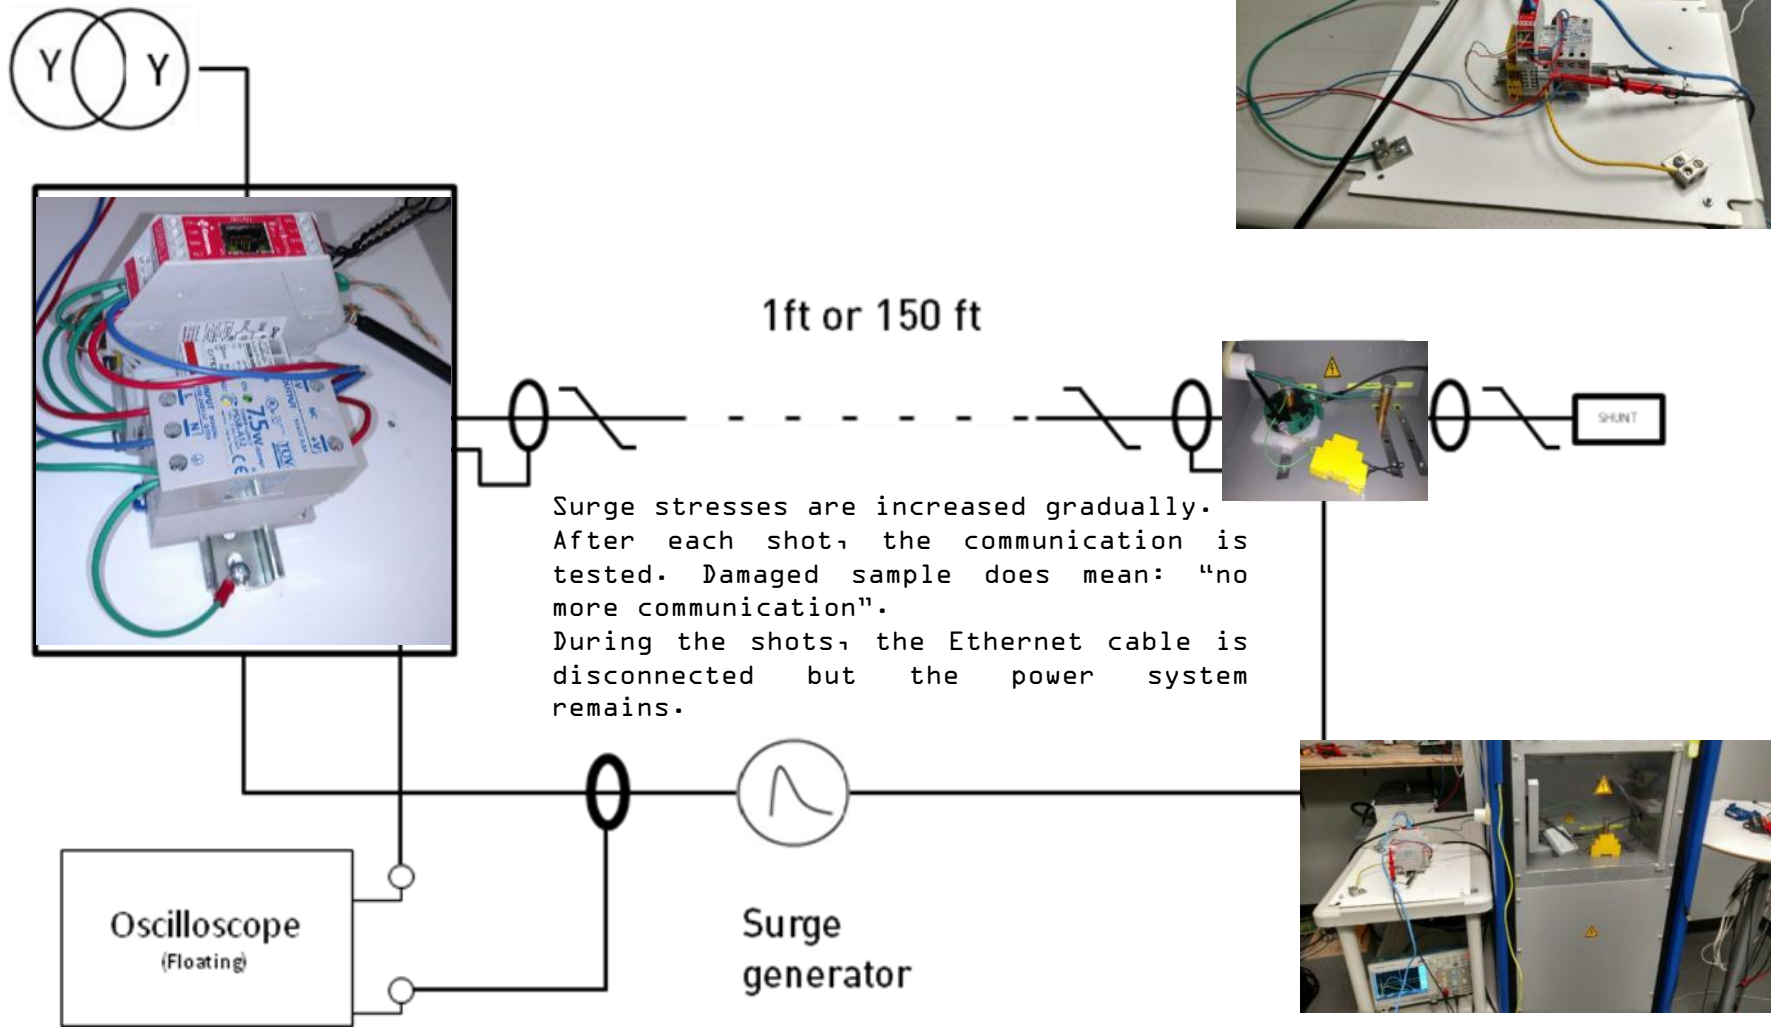 Y Y
1ft or 150 ft
SHUNT
7.5W
L
N
Surge stresses are increased gradually.
After each shot, the communication is
tested. Damaged sample does mean: “no
more communication”.
During the shots, the Ethernet cable is
disconnected but the power system
remains.
Oscilloscope
(Floating)
Surge
generator